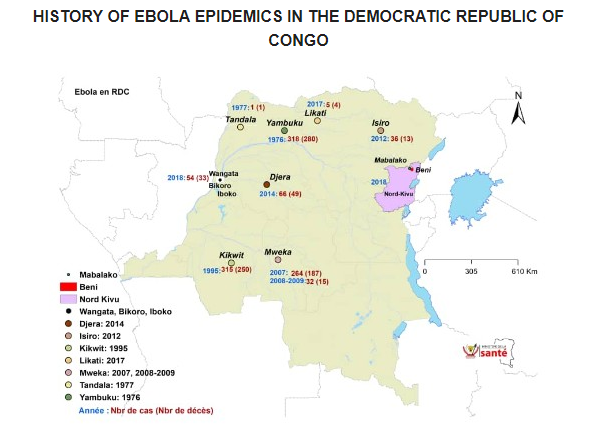 HISTORY OF EBOLA EPIDEMICS IN THE DEMOCRATIC REPUBLIC OF
CONGO
Ebola en RDC
N
1977: 1 (1)
Tandala
2017: 5 (4)
Likati
Yambuku
1976: 318 (280)
Isiro
2012: 36 (13)
Mabalako
Beni
2018
Nord-Kivu
2018: 54 (33)
Wangata
Bikoro
Iboko
Djera
2014: 66 (49)
Kikwit
1995: 315 (250)
Mweka
2007: 264 (187)
2008-2009: 32 (15)
0 305 610 Km
Mabalako
Beni
Nord Kivu
Wangata, Bikoro, Iboko
Djera: 2014
Isiro: 2012
Kikwit: 1995
Likati: 2017
Mweka: 2007, 2008-2009
Tandala: 1977
Yambuku: 1976
Année : Nbr de cas (Nbr de décès)
santé